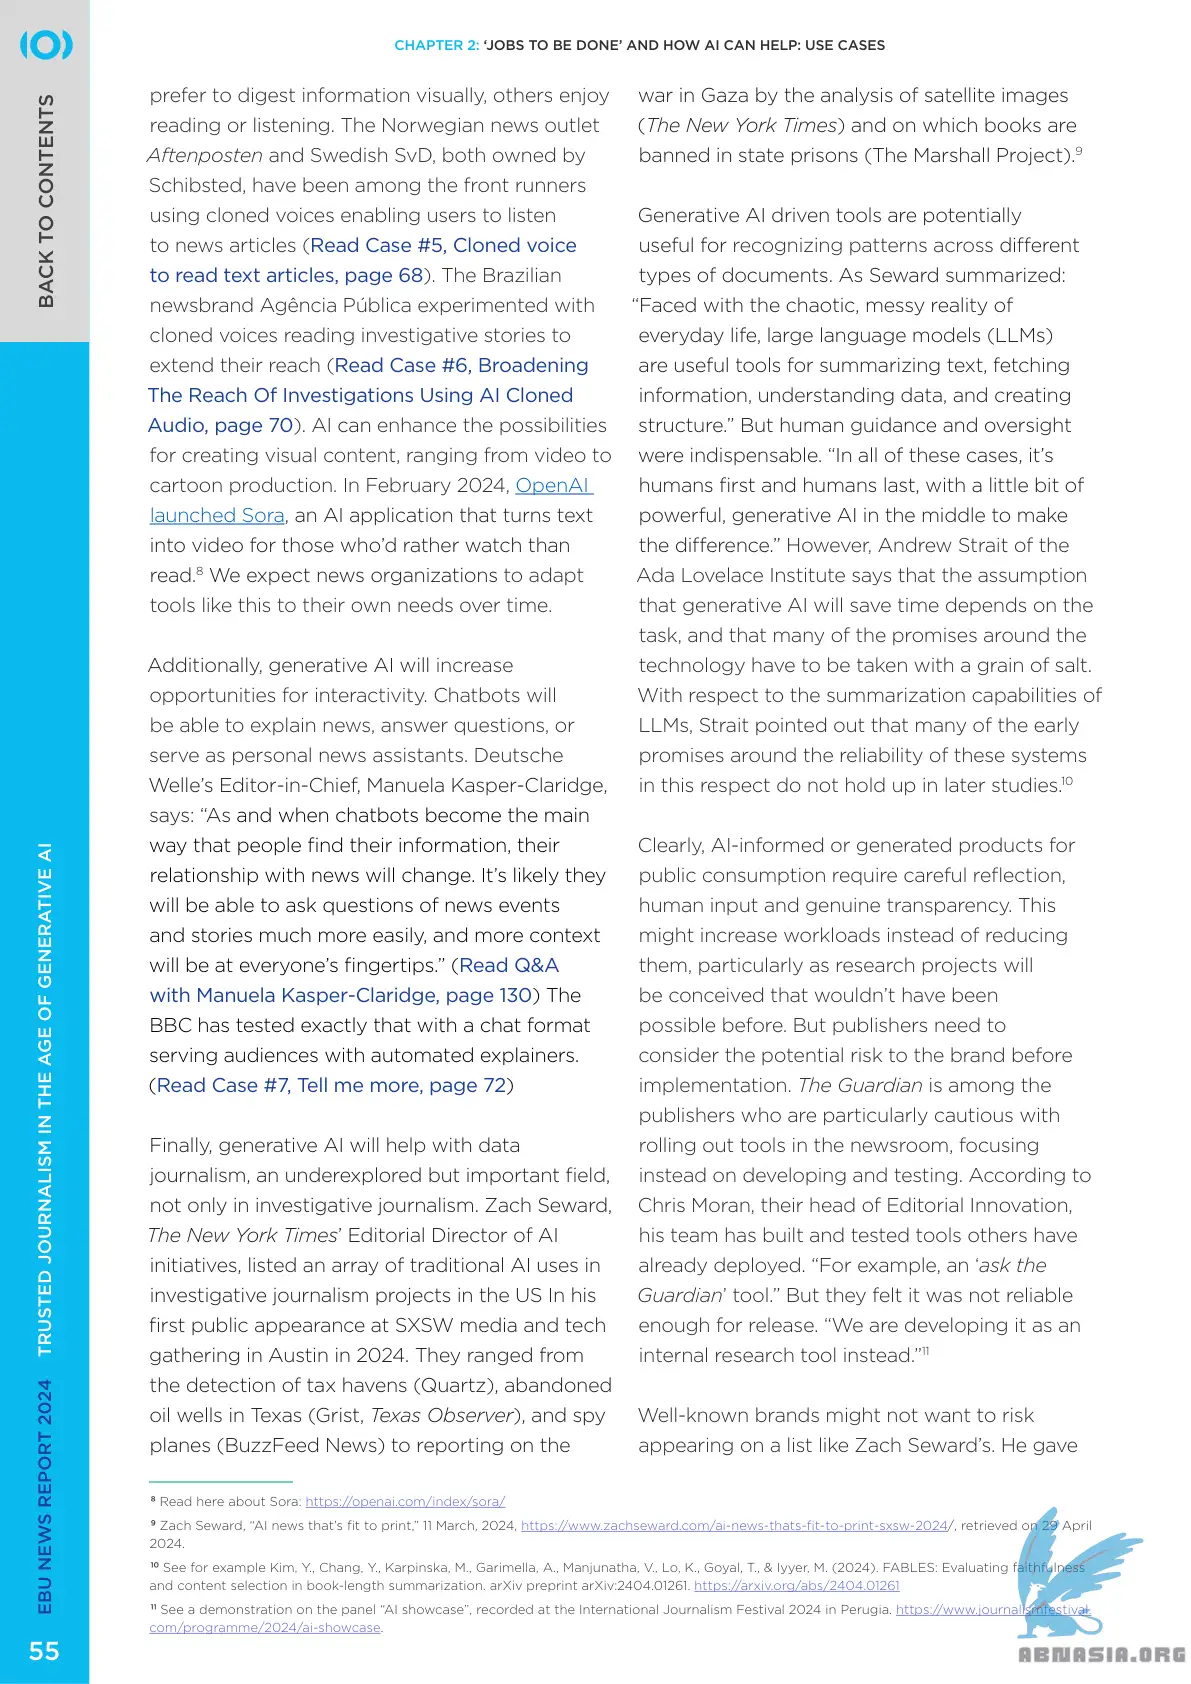 CHAPTER 2: ‘JOBS TO BE DONE’ AND HOW AI CAN HELP: USE CASES
BACK TO CONTENTS
prefer to digest information visually, others enjoy
reading or listening. The Norwegian news outlet
Aftenposten and Swedish SvD, both owned by
Schibsted, have been among the front runners
using cloned voices enabling users to listen
to news articles (Read Case #5, Cloned voice
to read text articles, page 68). The Brazilian
newsbrand Agência Pública experimented with
cloned voices reading investigative stories to
extend their reach (Read Case #6, Broadening
The Reach Of Investigations Using AI Cloned
Audio, page 70). AI can enhance the possibilities
for creating visual content, ranging from video to
cartoon production. In February 2024, OpenAI
launched Sora, an AI application that turns text
into video for those who’d rather watch than
read.8 We expect news organizations to adapt
tools like this to their own needs over time.
Additionally, generative AI will increase
opportunities for interactivity. Chatbots will
be able to explain news, answer questions, or
serve as personal news assistants. Deutsche
Welle’s Editor-in-Chief, Manuela Kasper-Claridge,
says: “As and when chatbots become the main
way that people find their information, their
relationship with news will change. It’s likely they
will be able to ask questions of news events
and stories much more easily, and more context
will be at everyone’s fingertips.” (Read Q&A
with Manuela Kasper-Claridge, page 130) The
BBC has tested exactly that with a chat format
serving audiences with automated explainers.
(Read Case #7, Tell me more, page 72)
Finally, generative AI will help with data
journalism, an underexplored but important field,
not only in investigative journalism. Zach Seward,
The New York Times’ Editorial Director of AI
initiatives, listed an array of traditional AI uses in
investigative journalism projects in the US In his
first public appearance at SXSW media and tech
gathering in Austin in 2024. They ranged from
the detection of tax havens (Quartz), abandoned
oil wells in Texas (Grist, Texas Observer), and spy
planes (BuzzFeed News) to reporting on the
war in Gaza by the analysis of satellite images
(The New York Times) and on which books are
banned in state prisons (The Marshall Project).9
Generative AI driven tools are potentially
useful for recognizing patterns across different
types of documents. As Seward summarized:
“Faced with the chaotic, messy reality of
everyday life, large language models (LLMs)
are useful tools for summarizing text, fetching
information, understanding data, and creating
structure.” But human guidance and oversight
were indispensable. “In all of these cases, it’s
humans first and humans last, with a little bit of
powerful, generative AI in the middle to make
the difference.” However, Andrew Strait of the
Ada Lovelace Institute says that the assumption
that generative AI will save time depends on the
task, and that many of the promises around the
technology have to be taken with a grain of salt.
With respect to the summarization capabilities of
LLMs, Strait pointed out that many of the early
promises around the reliability of these systems
in this respect do not hold up in later studies.10
Clearly, AI-informed or generated products for
public consumption require careful reflection,
human input and genuine transparency. This
might increase workloads instead of reducing
them, particularly as research projects will
be conceived that wouldn’t have been
possible before. But publishers need to
consider the potential risk to the brand before
implementation. The Guardian is among the
publishers who are particularly cautious with
rolling out tools in the newsroom, focusing
instead on developing and testing. According to
Chris Moran, their head of Editorial Innovation,
his team has built and tested tools others have
already deployed. “For example, an ‘ask the
Guardian’ tool.” But they felt it was not reliable
enough for release. “We are developing it as an
internal research tool instead.”11
Well-known brands might not want to risk
appearing on a list like Zach Seward’s. He gave
8 Read here about Sora: https://openai.com/index/sora/
9 Zach Seward, “AI news that’s fit to print,” 11 March, 2024, https://www.zachseward.com/ai-news-thats-fit-to-print-sxsw-2024/, retrieved on 29 April
2024.
10 See for example Kim, Y., Chang, Y., Karpinska, M., Garimella, A., Manjunatha, V., Lo, K., Goyal, T., & Iyyer, M. (2024). FABLES: Evaluating faithfulness
and content selection in book-length summarization. arXiv preprint arXiv:2404.01261. https://arxiv.org/abs/2404.01261
11 See a demonstration on the panel “AI showcase”, recorded at the International Journalism Festival 2024 in Perugia. https://www.journalismfestival.
com/programme/2024/ai-showcase.
EBU NEWS REPORT 2024 TRUSTED JOURNALISM IN THE AGE OF GENERATIVE AI
55
ABNASIA.ORG